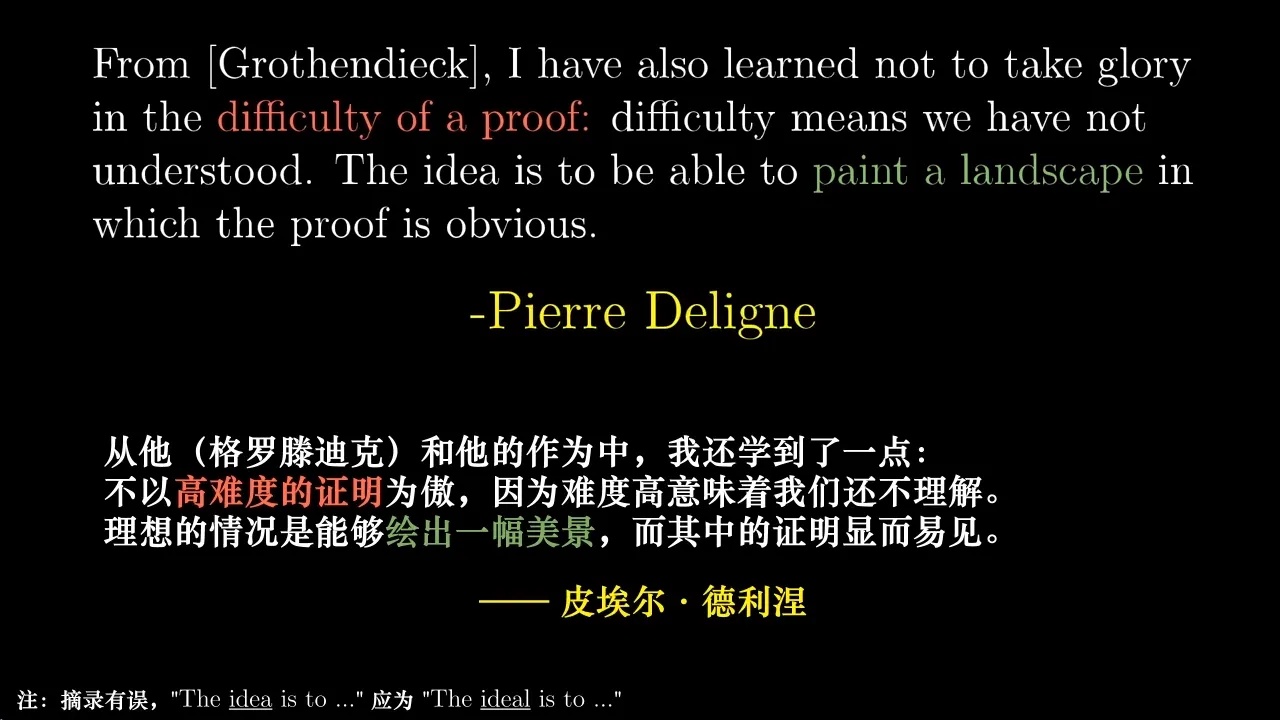 From [Grothendieck], I have also learned not to take glory
in the difficulty of a proof: difficulty means we have not
understood. The idea is to be able to paint a landscape in
which the proof is obvious.
-Pierre Deligne
从他（格罗滕迪克）和他的作为中，我还学到了一点：
不以高难度的证明为傲，因为难度高意味着我们还不理解。
理想的情况是能够绘出一幅美景，而其中的证明显而易见。
—— 皮埃尔 · 德利涅
注：摘录有误，"The idea is to ..." 应为 "The ideal is to ..."